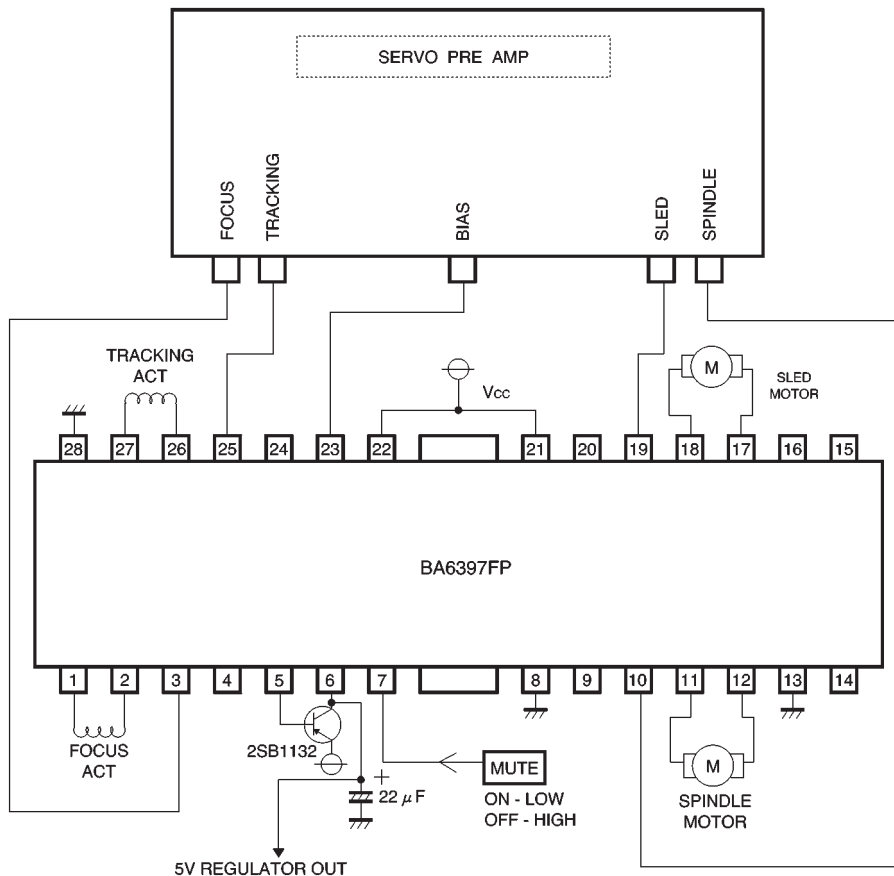 SERVO PRE AMP
FOCUS
TRACKING
BIAS
SLED
SPINDLE
TRACKING
ACT
Vcc
M
SLED
MOTOR
28 27 26 25 24 23 22 21 20 19 18 17 16 15
BA6397FP
1 2 3 4 5 6 7 8 9 10 11 12 13 14
FOCUS
ACT
2SB1132
+
22 μF
MUTE
ON - LOW
OFF - HIGH
M
SPINDLE
MOTOR
5V REGULATOR OUT